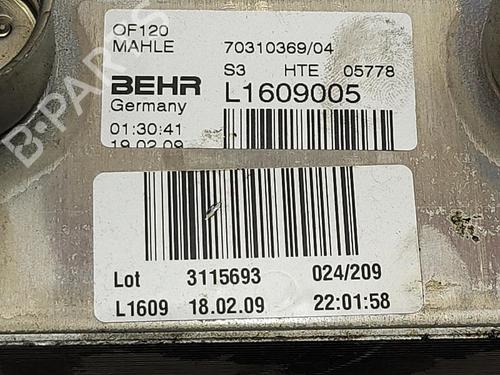 OF120 70310369/04
MAHLE S3 HTE 05778
BEHR L1609005
Germany
01:30:41
19.02.09
B-PARTS
Lot 3115693 024/209
L1609 18.02.09 22:01:58